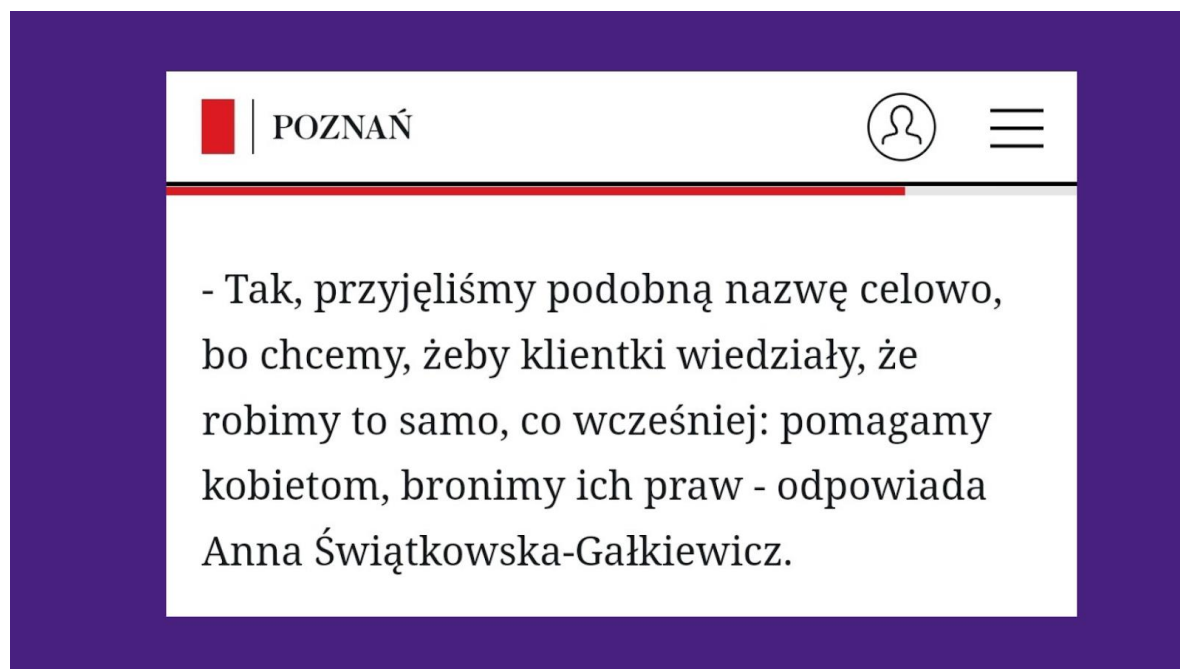 POZNAŃ
- Tak, przyjęliśmy podobną nazwę celowo,
bo chcemy, żeby klientki wiedziały, że
robimy to samo, co wcześniej: pomagamy
kobietom, bronimy ich praw - odpowiada
Anna Świątkowska-Gałkiewicz.